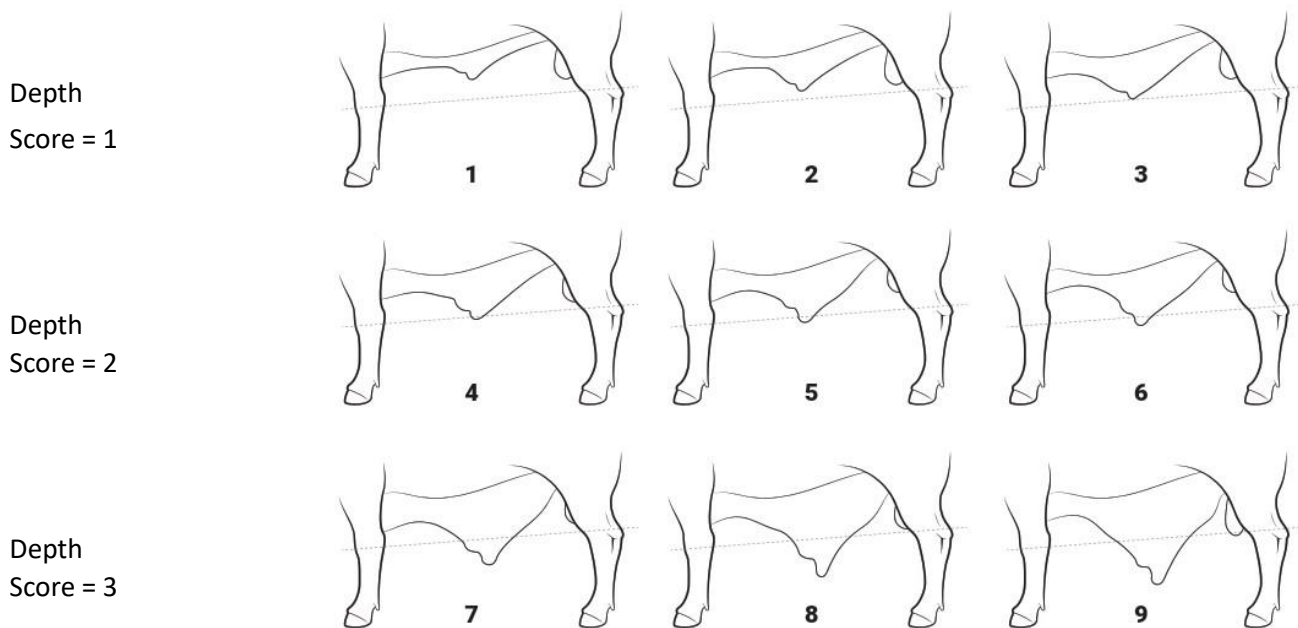 Depth
Score = 1
1
2
3
Depth
Score = 2
4
5
6
Depth
Score = 3
7
8
9